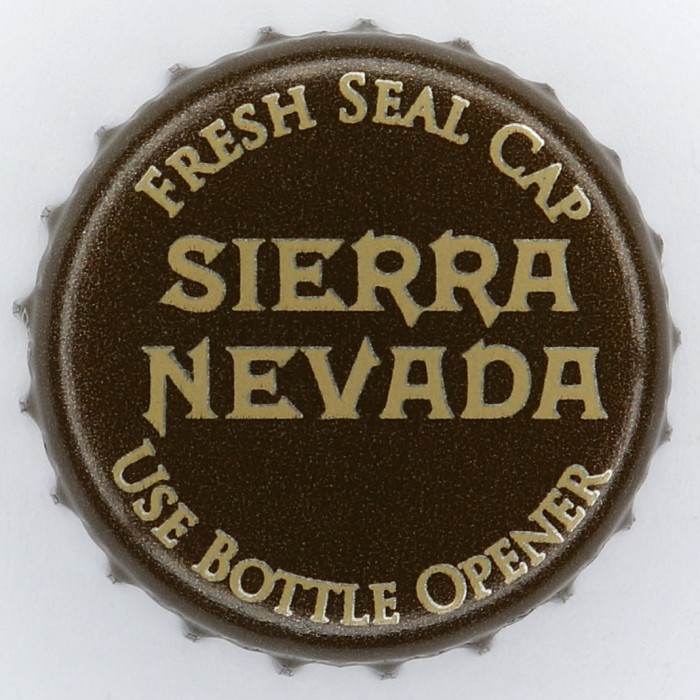 FRESH SEAL CAP
SIERRA
NEVADA
USE BOTTLE OPENER